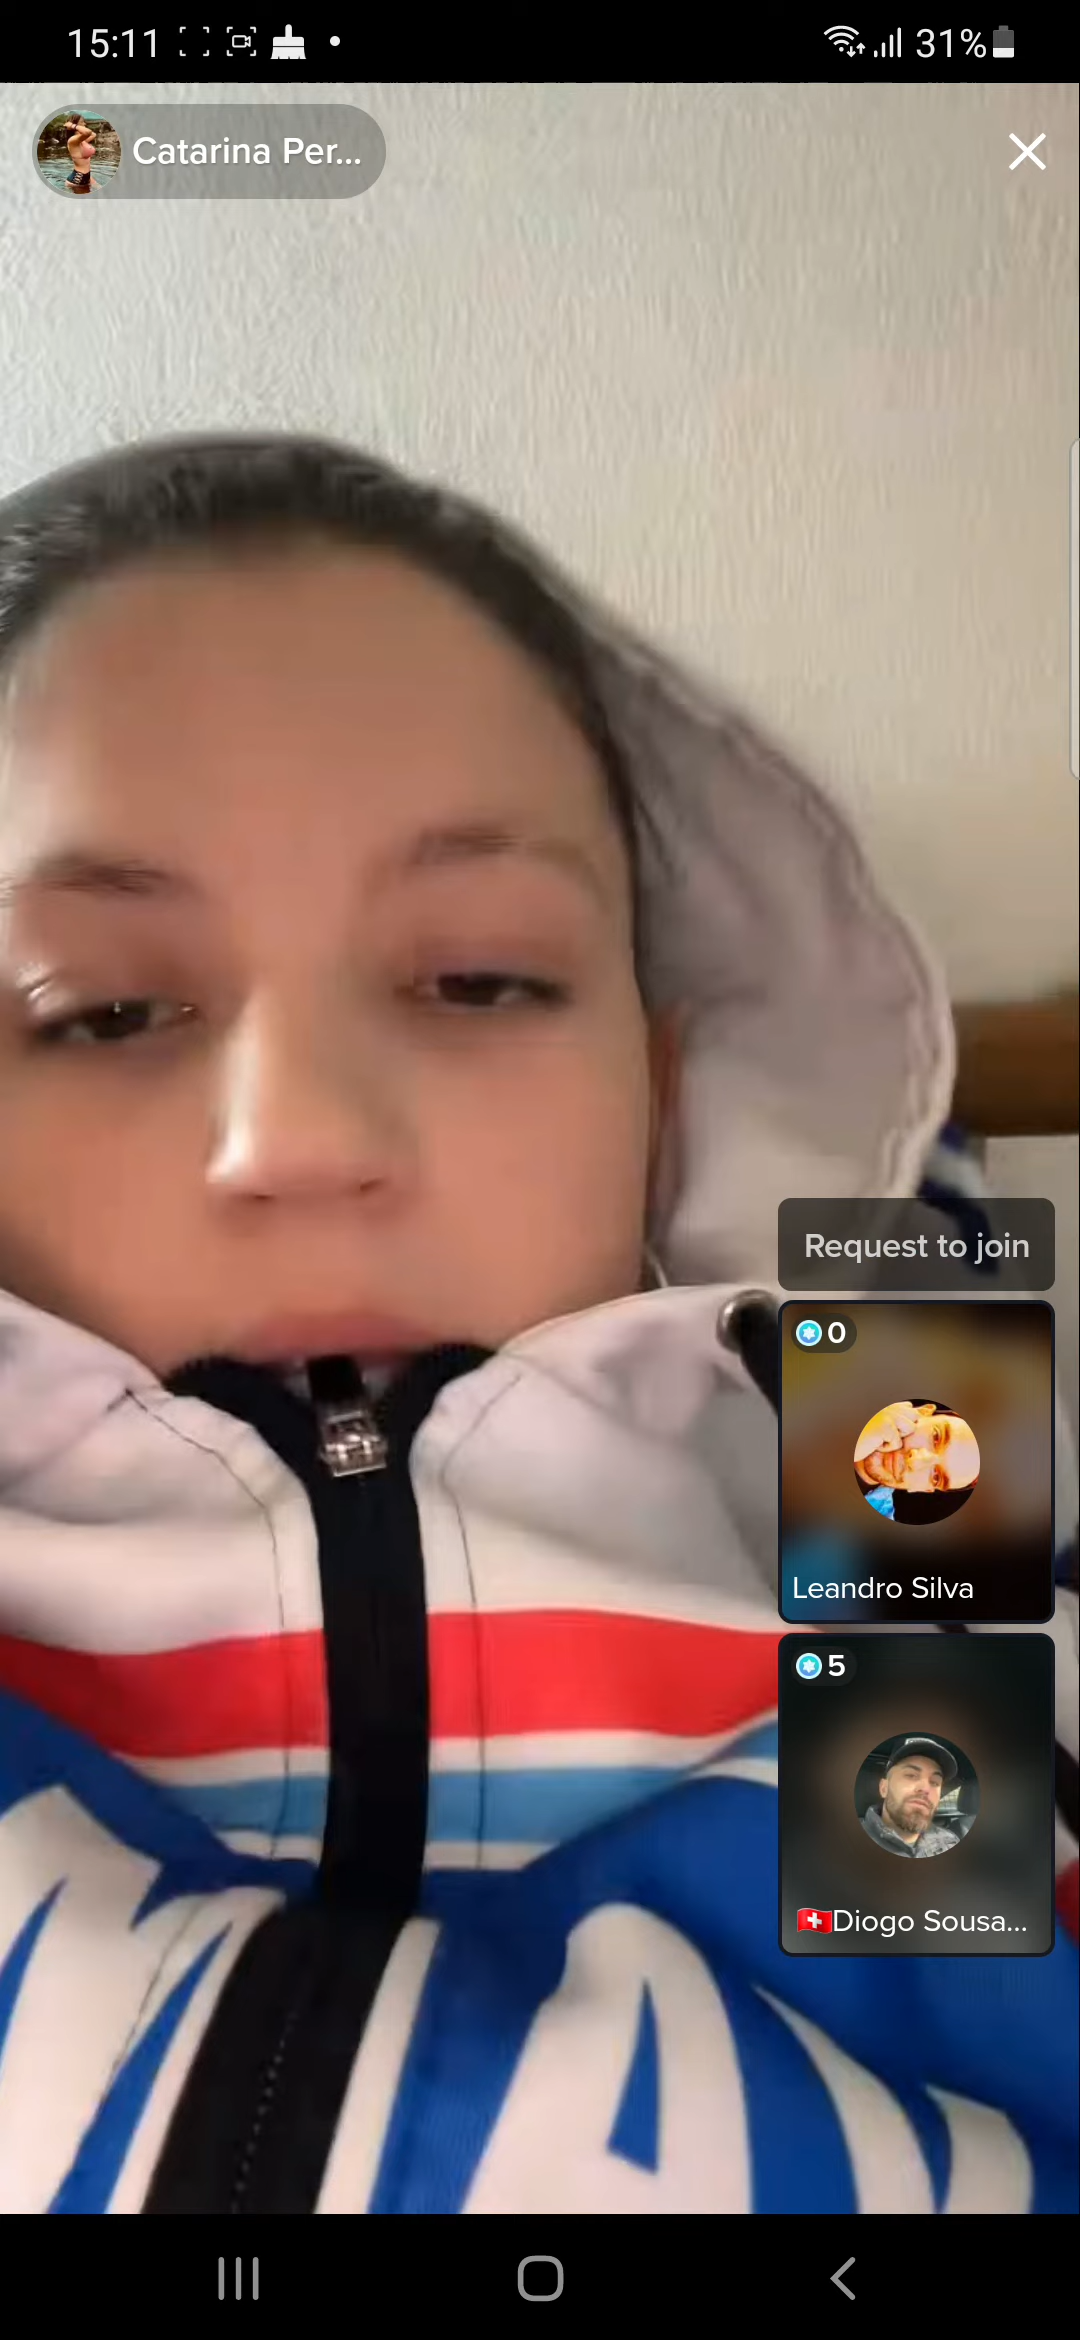 15:11
31%
Catarina Per...
Request to join
0
Leandro Silva
5
🇨🇭Diogo Sousa...